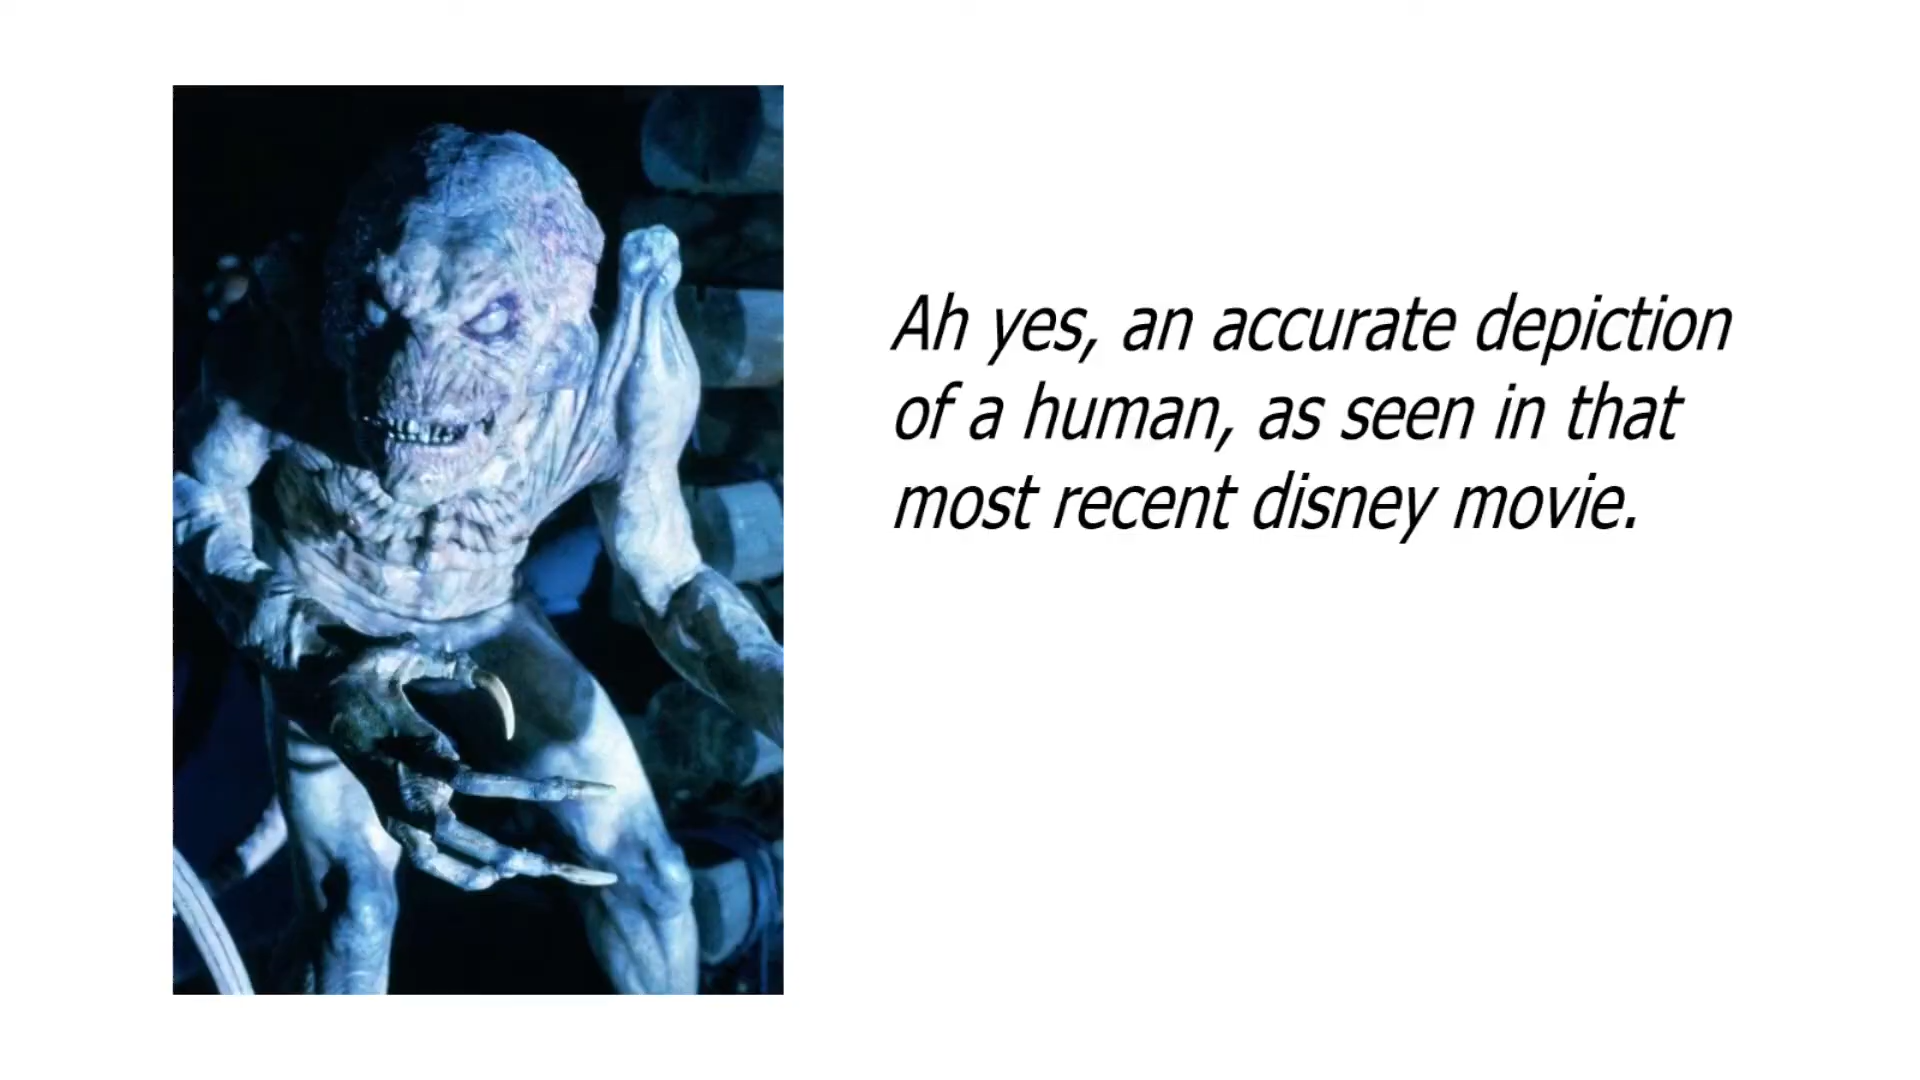 Ah yes, an accurate depiction
of a human, as seen in that
most recent disney movie.